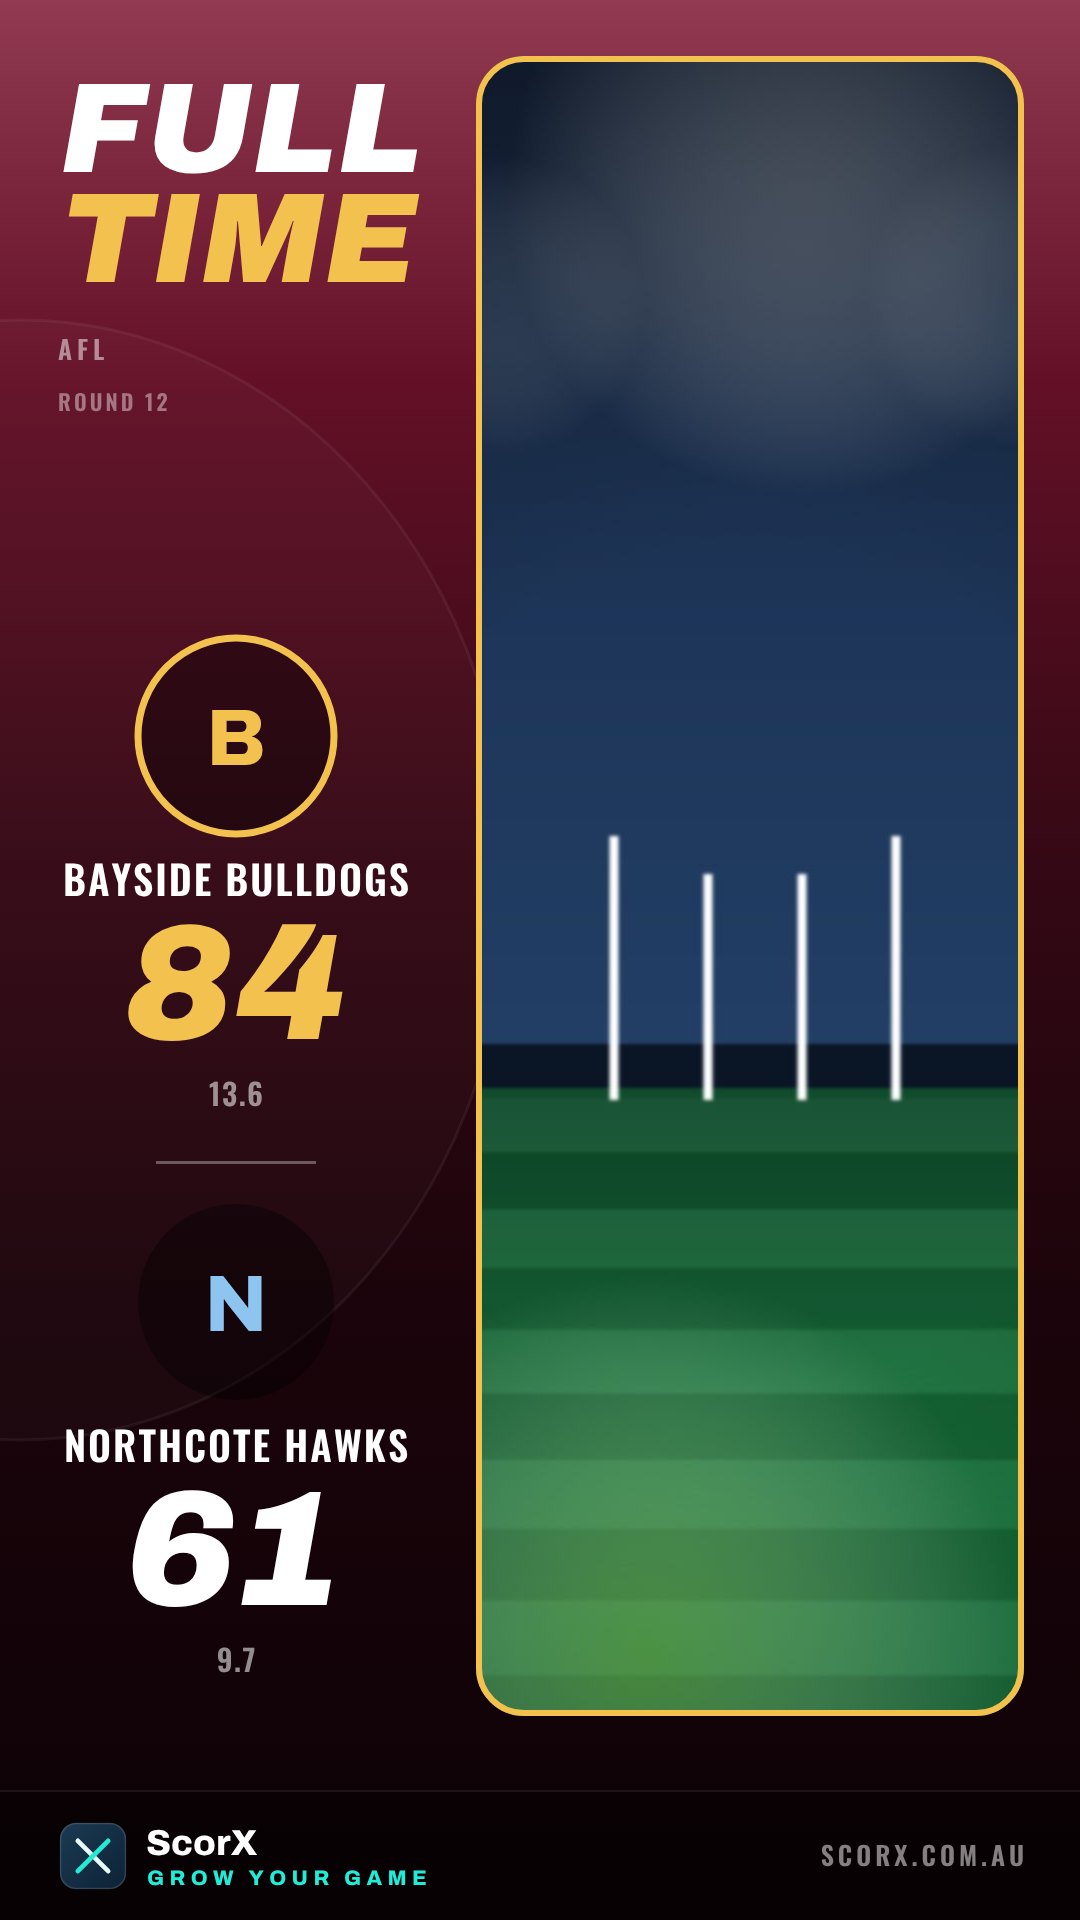 FULL
TIME
AFL
ROUND 12
B
BAYSIDE BULLDOGS
84
13.6
N
NORTHCOTE HAWKS
61
9.7
ScorX
GROW YOUR GAME
SCORX.COM.AU